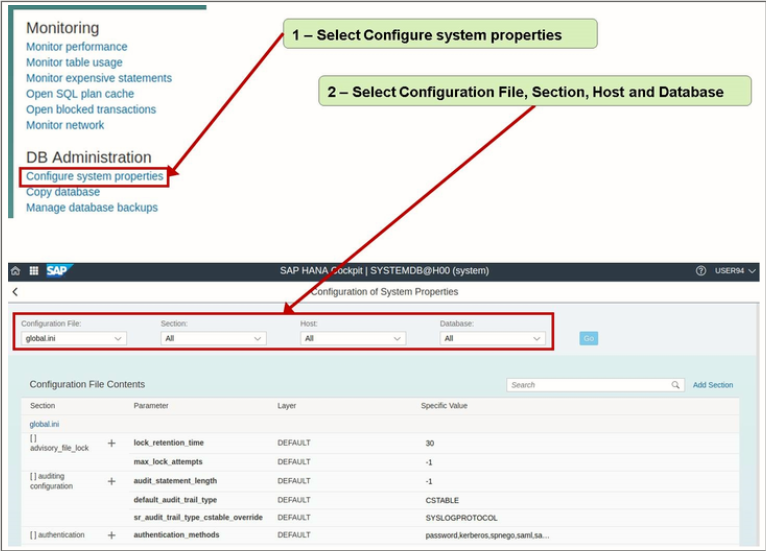 Monitoring
Monitor performance
Monitor table usage
Monitor expensive statements
Open SQL plan cache
Open blocked transactions
Monitor network
DB Administration
Configure system properties
Copy database
Manage database backups
1 – Select Configure system properties
2 – Select Configuration File, Section, Host and Database
SAP SAP HANA Cockpit | SYSTEMDB@H00 (system) ? USER94
Configuration of System Properties
Configuration File: Section: Host: Database:
global.ini All All All Go
Configuration File Contents Search Add Section
Section Parameter Layer Specific Value
global.ini
[ ] advisory_file_lock + lock_retention_time DEFAULT 30
max_lock_attempts DEFAULT -1
[ ] auditing configuration + audit_statement_length DEFAULT -1
default_audit_trail_type DEFAULT CSTABLE
sr_audit_trail_type_cstable_override DEFAULT SYSLOGPROTOCOL
[ ] authentication + authentication_methods DEFAULT password,kerberos,spnego,saml,sa...